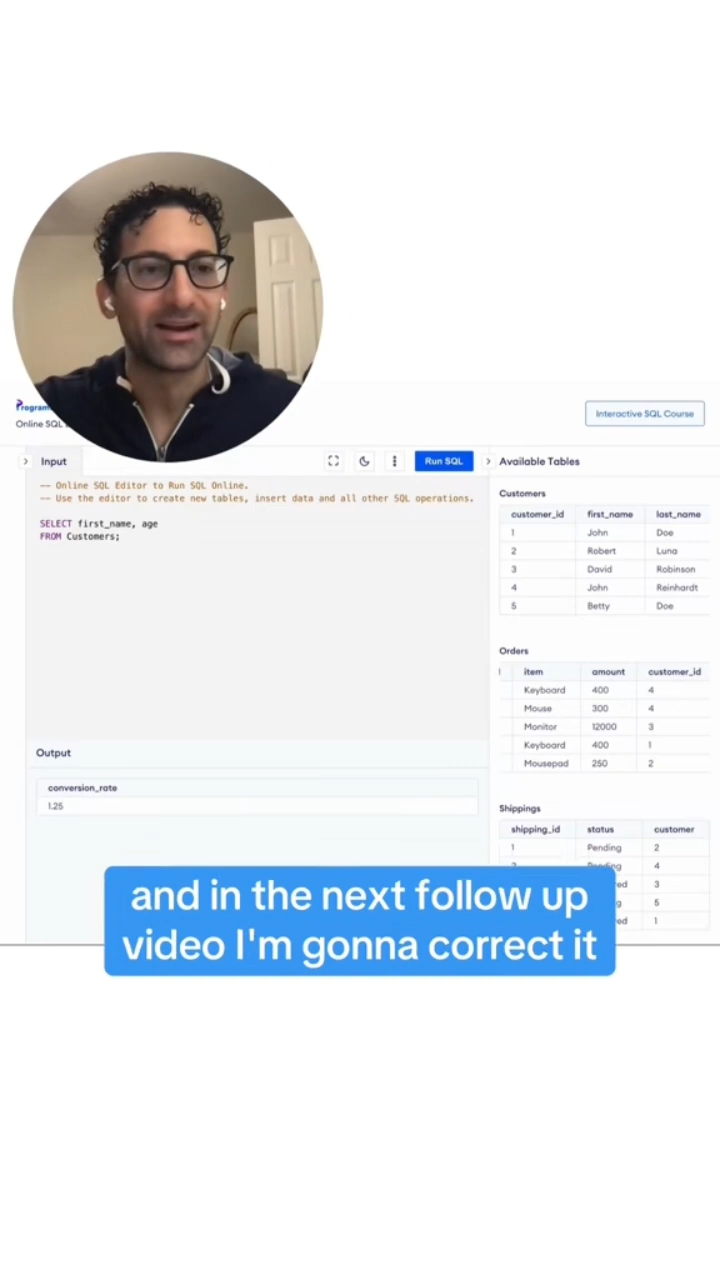 Program
Interactive SQL Course
Online SQL
Input
Run SQL
Available Tables
-- Online SQL Editor to Run SQL Online.
-- Use the editor to create new tables, insert data and all other SQL operations.
SELECT first_name, age
FROM Customers;
Output
conversion_rate
1.25
Customers
customer_id first_name last_name
1 John Doe
2 Robert Luna
3 David Robinson
4 John Reinhardt
5 Betty Doe
Orders
item amount customer_id
Keyboard 400 4
Mouse 300 4
Monitor 12000 3
Keyboard 400 1
Mousepad 250 2
Shippings
shipping_id status customer
1 Pending 2
4
ed 3
g 5
ed 1
and in the next follow up
video I'm gonna correct it